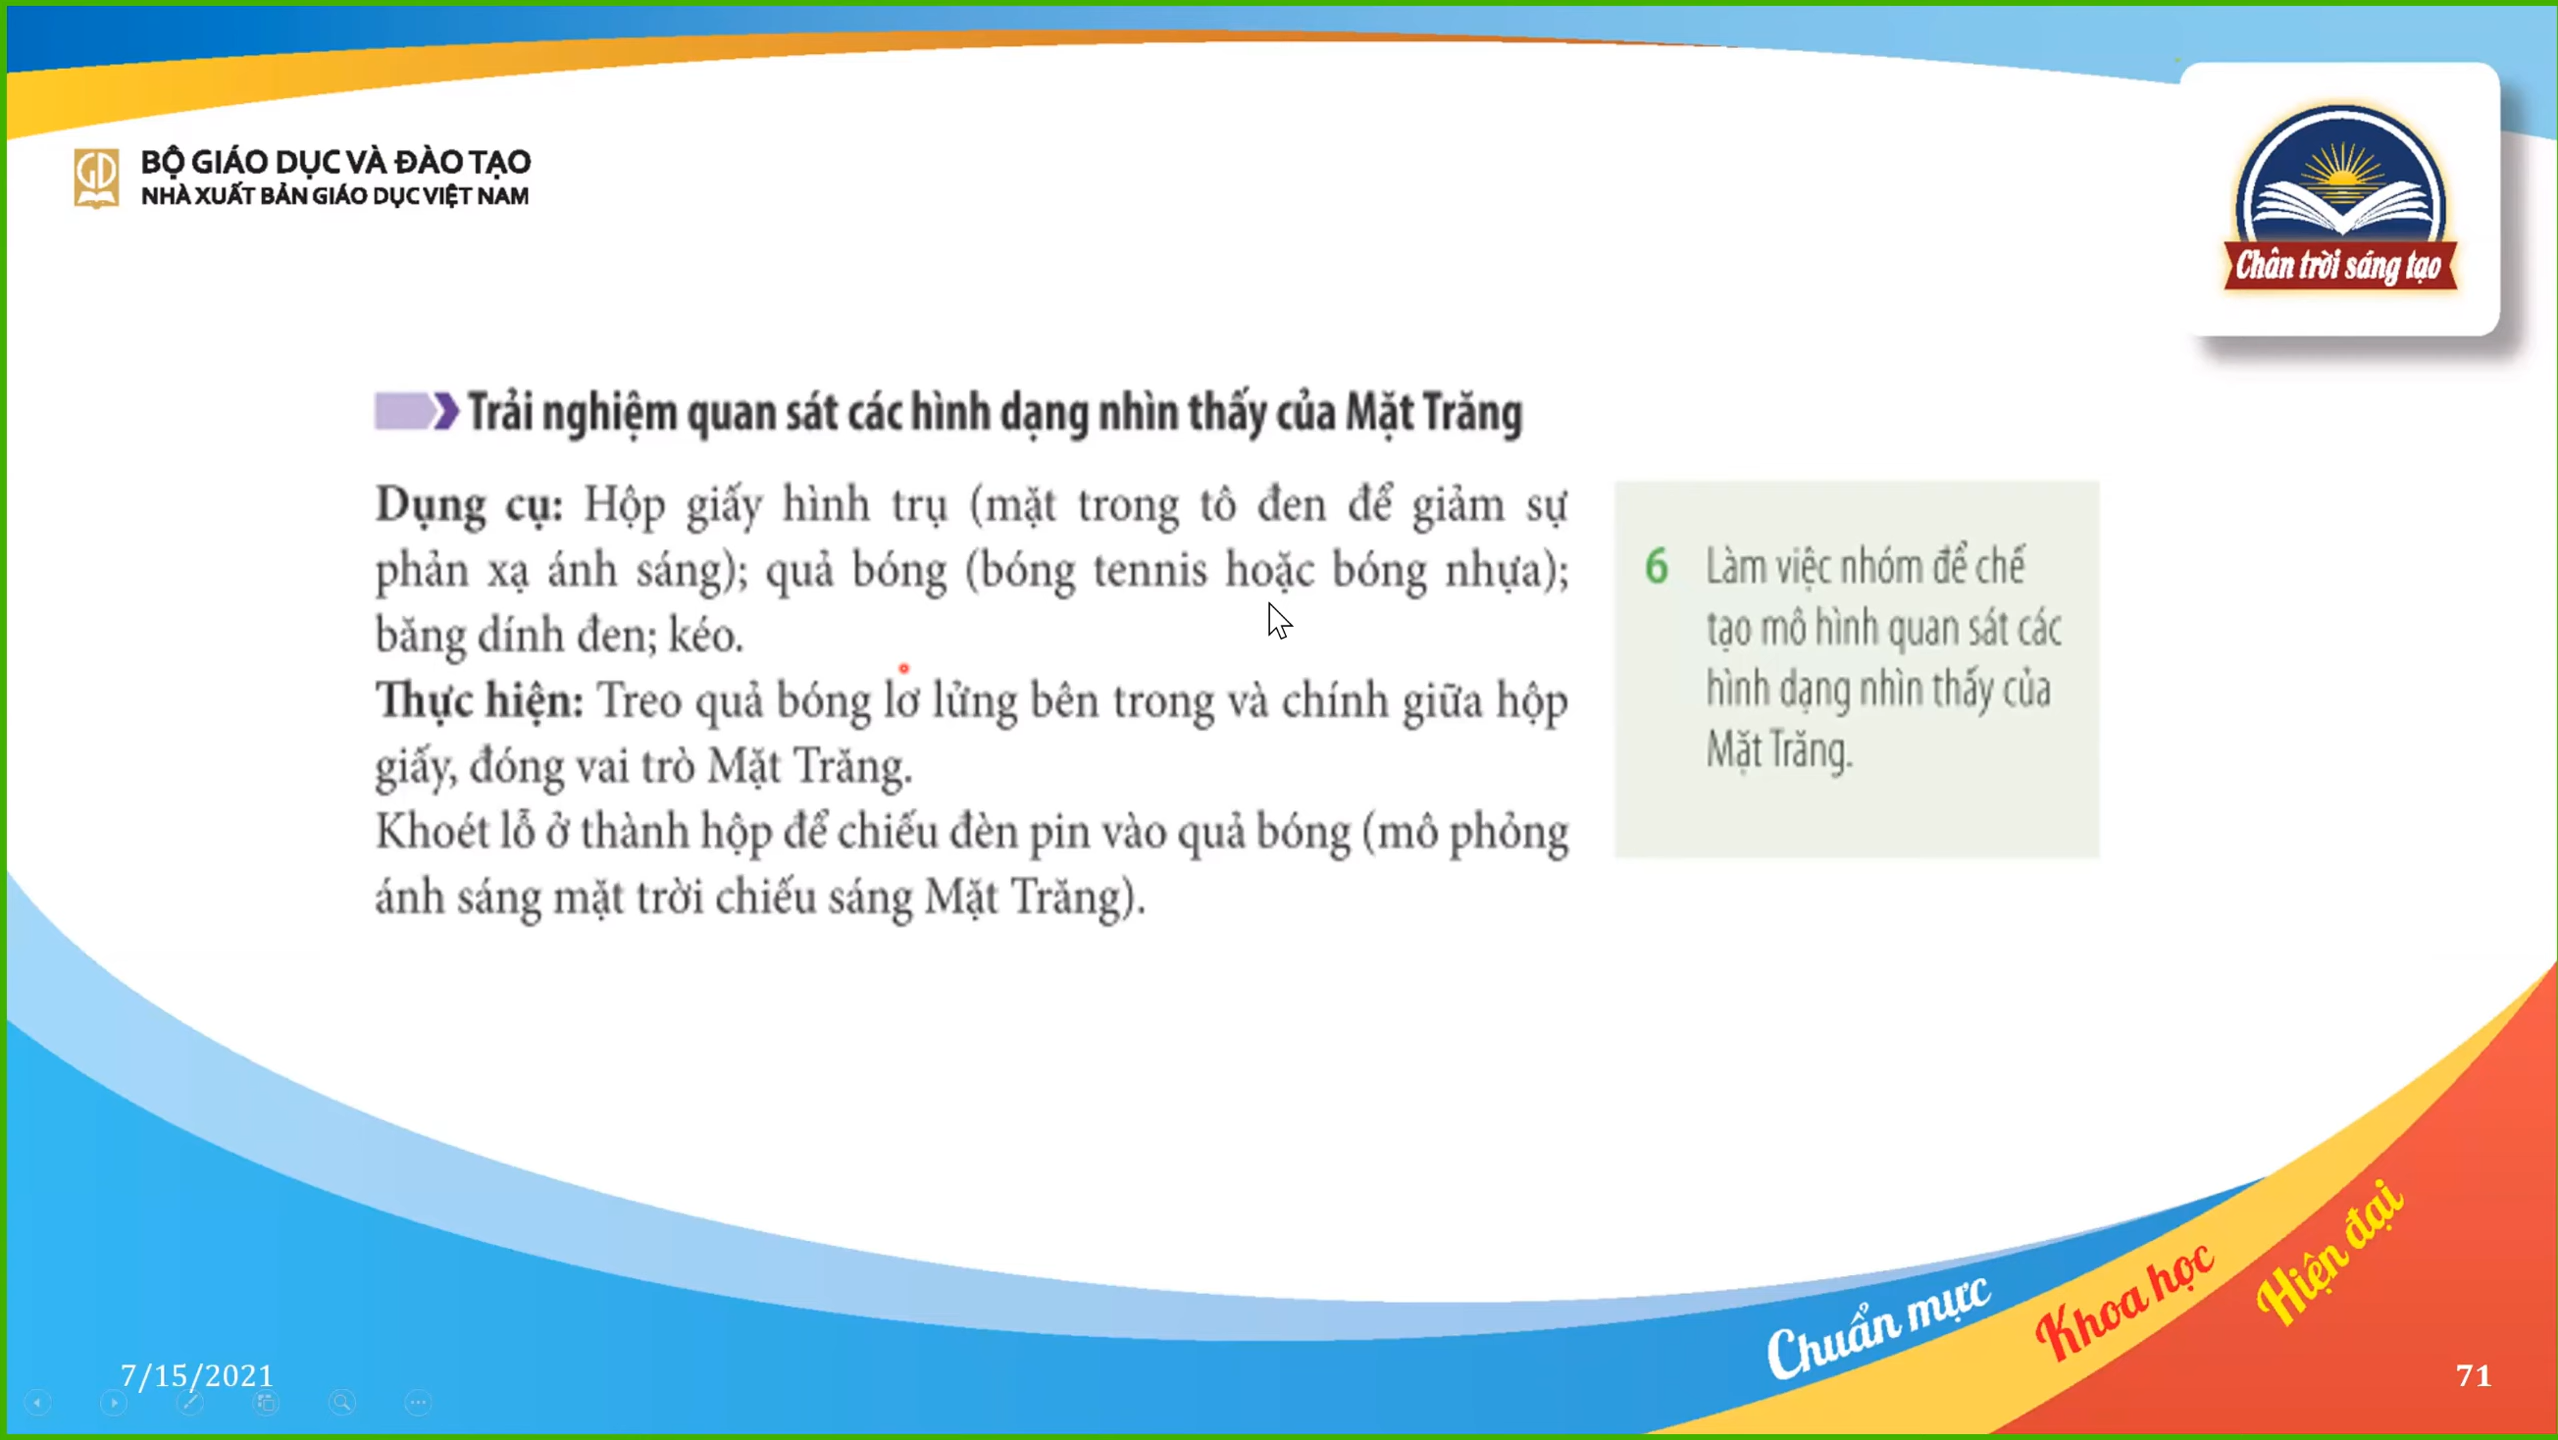 BỘ GIÁO DỤC VÀ ĐÀO TẠO
NHÀ XUẤT BẢN GIÁO DỤC VIỆT NAM
Chân trời sáng tạo
Trải nghiệm quan sát các hình dạng nhìn thấy của Mặt Trăng
Dụng cụ: Hộp giấy hình trụ (mặt trong tô đen để giảm sự
phản xạ ánh sáng); quả bóng (bóng tennis hoặc bóng nhựa);
băng dính đen; kéo.
Thực hiện: Treo quả bóng lơ lửng bên trong và chính giữa hộp
giấy, đóng vai trò Mặt Trăng.
Khoét lỗ ở thành hộp để chiếu đèn pin vào quả bóng (mô phỏng
ánh sáng mặt trời chiếu sáng Mặt Trăng).
6 Làm việc nhóm để chế
tạo mô hình quan sát các
hình dạng nhìn thấy của
Mặt Trăng.
Chuẩn mực
Khoa học
Hiện đại
7/15/2021
71